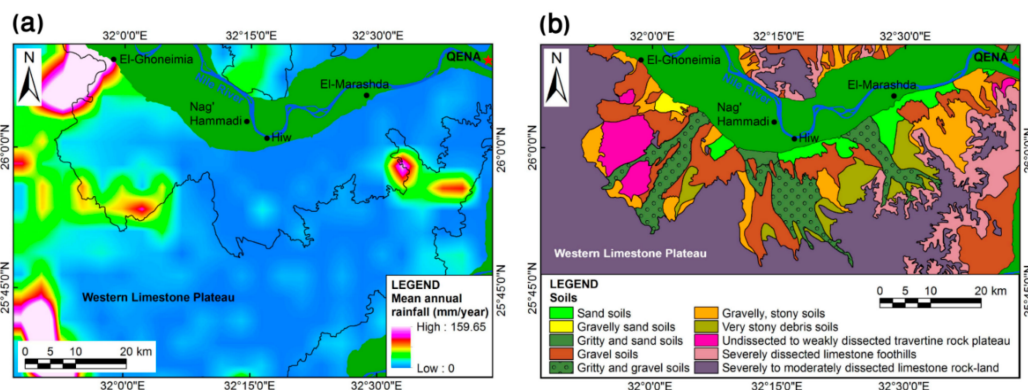 (a)
32°0'0"E
32°15'0"E
32°30'0"E
N
El-Ghoneimia
QENA
Nile River
El-Marashda
Nag'
Hammadi
Hiw
26°0'0"N
25°45'0"N
Western Limestone Plateau
LEGEND
Mean annual
rainfall (mm/year)
High : 159.65
Low : 0
0 5 10 20 km
32°0'0"E
32°15'0"E
32°30'0"E
(b)
32°0'0"E
32°15'0"E
32°30'0"E
N
El-Ghoneimia
QENA
Nile River
El-Marashda
Nag'
Hammadi
Hiw
26°0'0"N
26°0'0"N
25°45'0"N
25°45'0"N
Western Limestone Plateau
0 5 10 20 km
LEGEND
Soils
Sand soils
Gravelly sand soils
Gritty and sand soils
Gravel soils
Gritty and gravel soils
Gravelly, stony soils
Very stony debris soils
Undissected to weakly dissected travertine rock plateau
Severely dissected limestone foothills
Severely to moderately dissected limestone rock-land
32°0'0"E
32°15'0"E
32°30'0"E